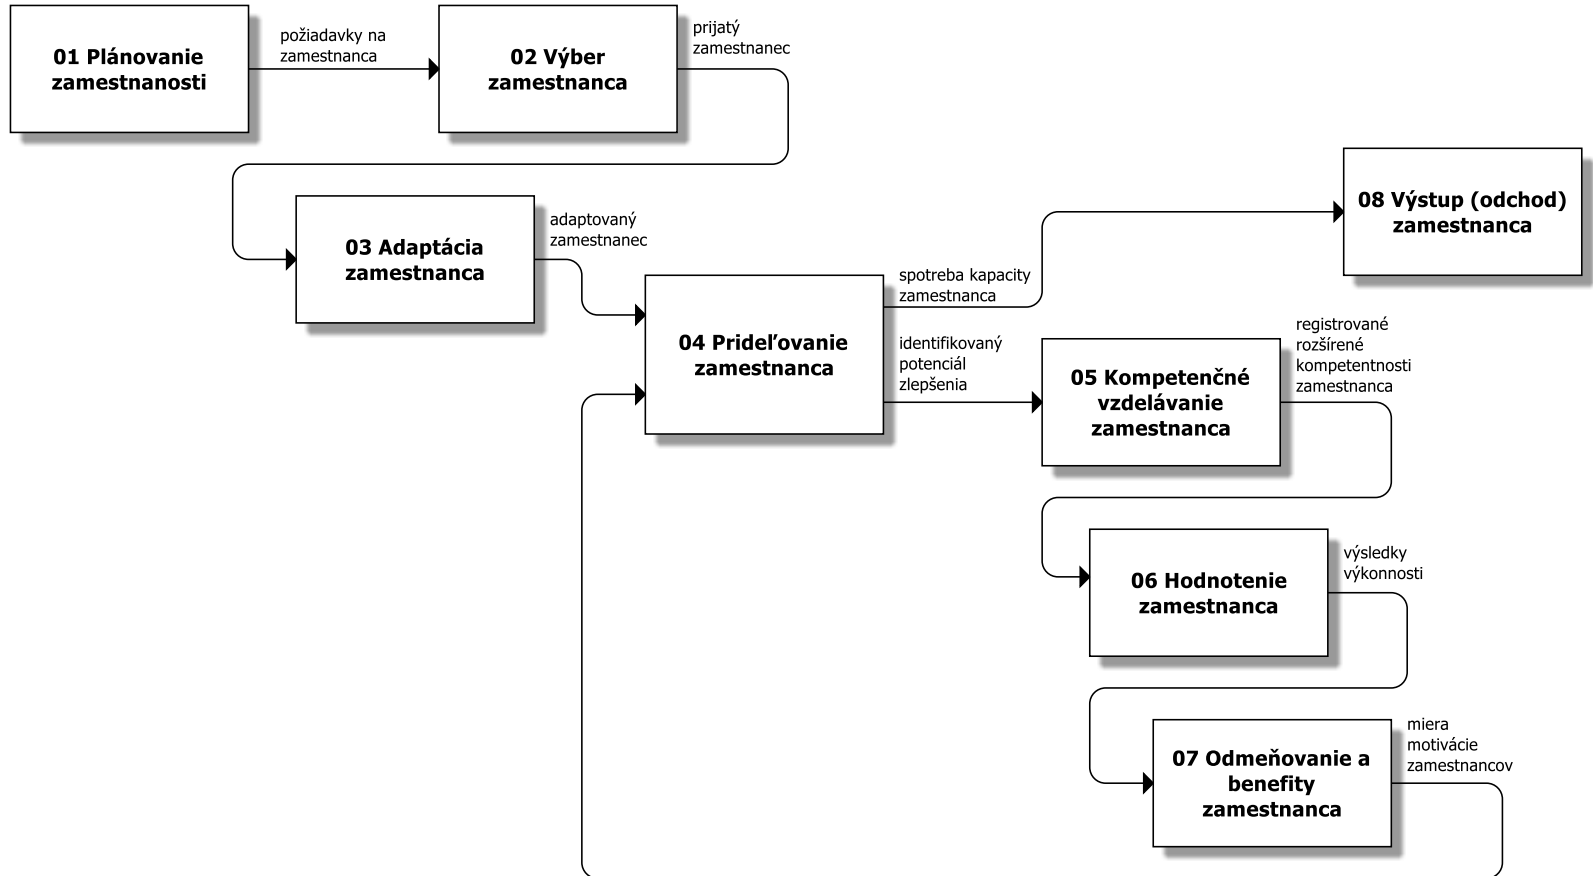 01 Plánovanie
zamestnanosti
požiadavky na
zamestnanca
02 Výber
zamestnanca
prijatý
zamestnanec
03 Adaptácia
zamestnanca
adaptovaný
zamestnanec
04 Prideľovanie
zamestnanca
spotreba kapacity
zamestnanca
08 Výstup (odchod)
zamestnanca
identifikovaný
potenciál
zlepšenia
05 Kompetenčné
vzdelávanie
zamestnanca
registrované
rozšírené
kompetentnosti
zamestnanca
06 Hodnotenie
zamestnanca
výsledky
výkonnosti
07 Odmeňovanie a
benefity
zamestnanca
miera
motivácie
zamestnancov